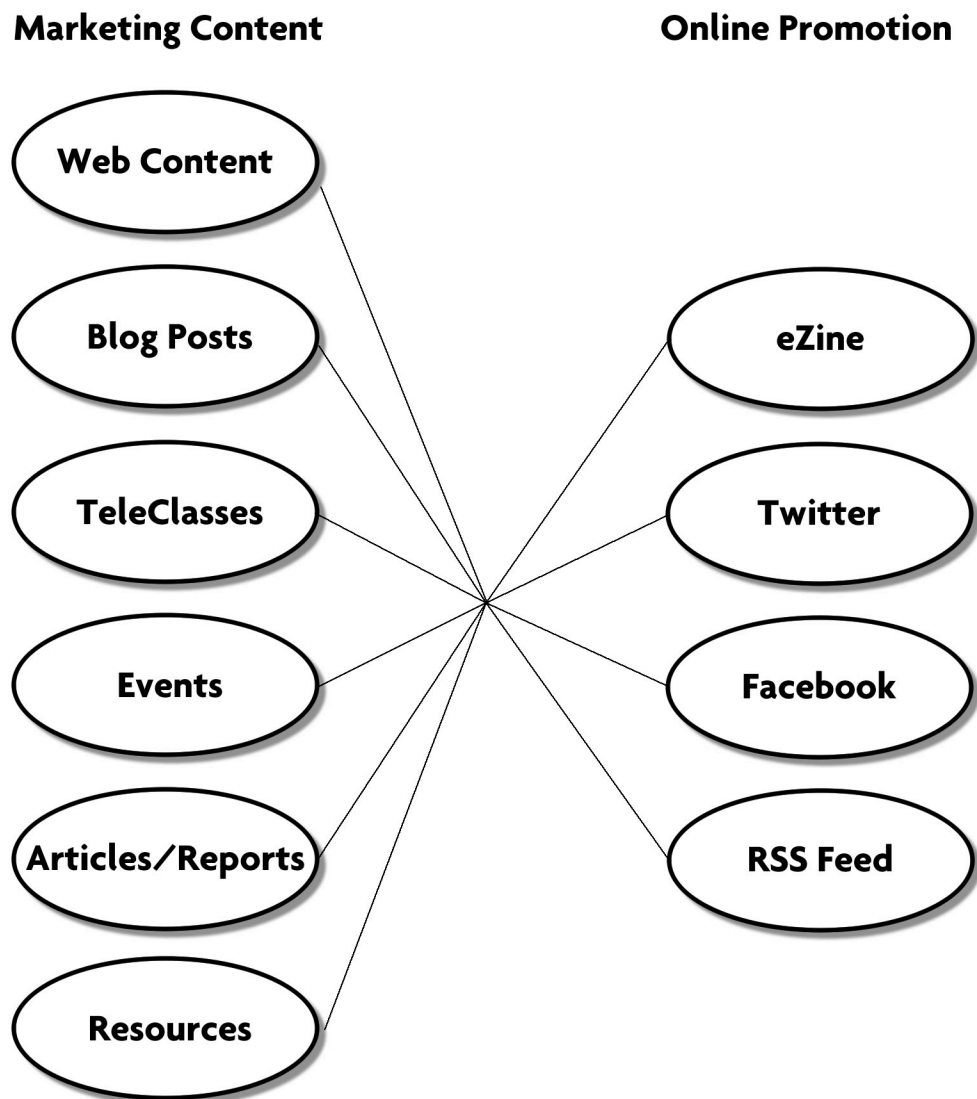 Marketing Content
Online Promotion
Web Content
Blog Posts
eZine
TeleClasses
Twitter
Events
Facebook
Articles/Reports
RSS Feed
Resources